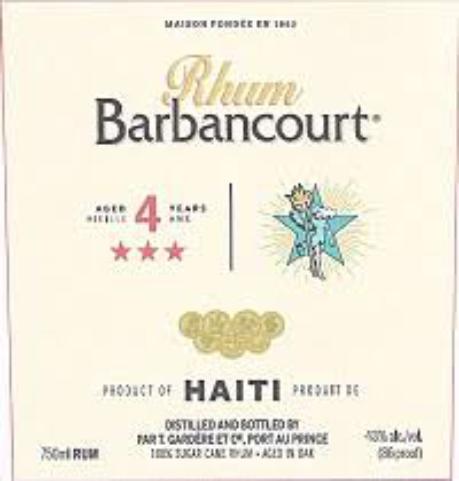 MAISON FONDÉE EN 1862
Rhum
Barbancourt
AGED 4 YEARS
VIEILLI 4 ANS
PRODUCT OF HAITI PRODUIT DE
DISTILLED AND BOTTLED BY
PAR T. GARDÈRE ET Cie, PORT AU PRINCE
100% SUGAR CANE RHUM • AGED IN OAK
750ml RUM
43% alc./vol.
(86 proof)